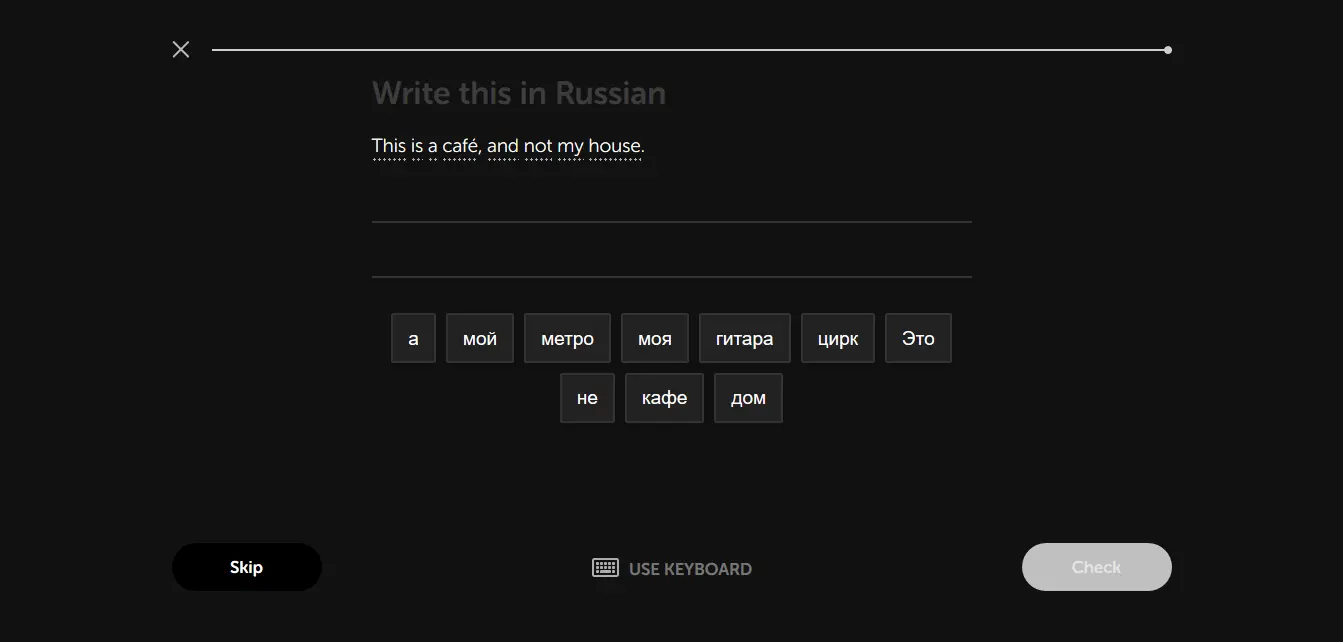 Write this in Russian
This is a café, and not my house.
а мой метро моя гитара цирк Это
не кафе дом
Skip USE KEYBOARD Check